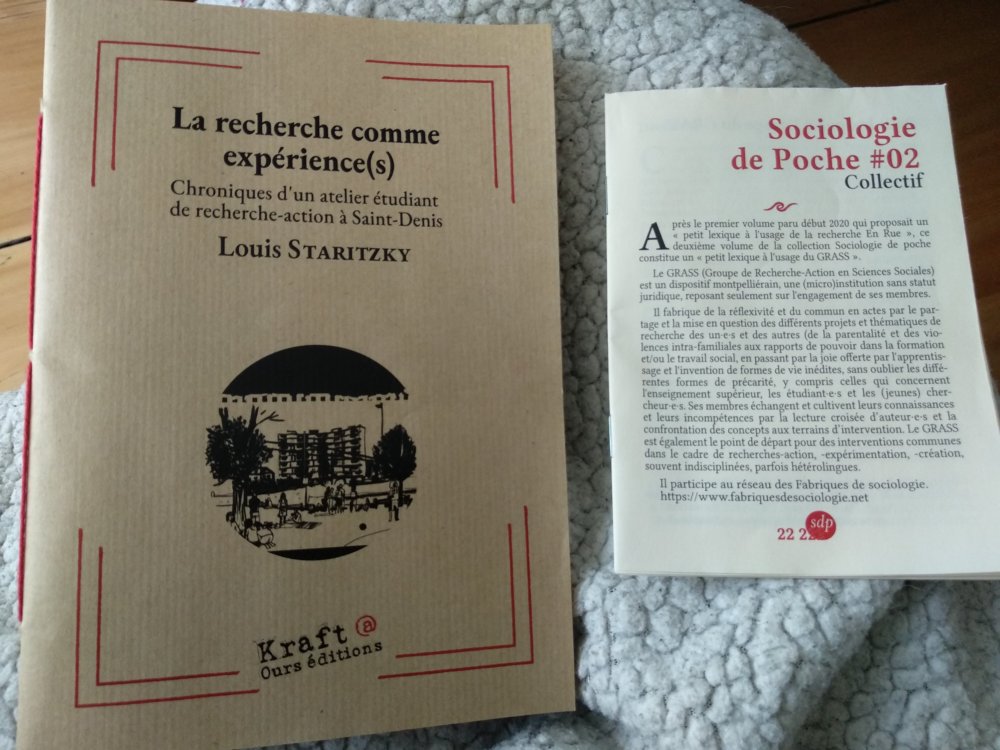 La recherche comme
expérience(s)
Chroniques d'un atelier étudiant
de recherche-action à Saint-Denis
Louis STARITZKY
Kraft @
Ours éditions
Sociologie
de Poche #02
Collectif
Après le premier volume paru début 2020 qui proposait un
« petit lexique à l'usage de la recherche En Rue », ce
deuxième volume de la collection Sociologie de poche
constitue un « petit lexique à l'usage du GRASS ».
Le GRASS (Groupe de Recherche-Action en Sciences Sociales)
est un dispositif montpelliérain, une (micro)institution sans statut
juridique, reposant seulement sur l'engagement de ses membres.
Il fabrique de la réflexivité et du commun en actes par le par-
tage et la mise en question des différents projets et thématiques de
recherche des un·e·s et des autres (de la parentalité et des vio-
lences intra-familiales aux rapports de pouvoir dans la formation
et/ou le travail social, en passant par la joie offerte par l'apprentis-
sage et l'invention de formes de vie inédites, sans oublier les diffé-
rentes formes de précarité, y compris celles qui concernent
l'enseignement supérieur, les étudiant·e·s et les (jeunes) cher-
cheur·e·s. Ses membres échangent et cultivent leurs connaissances
et leurs incompétences par la lecture croisée d'auteur·e·s et la
confrontation des concepts aux terrains d'intervention. Le GRASS
est également le point de départ pour des interventions communes
dans le cadre de recherches-action, -expérimentation, -création,
souvent indisciplinées, parfois hétérolingues.
Il participe au réseau des Fabriques de sociologie.
https://www.fabriquesdesociologie.net
sdp
22